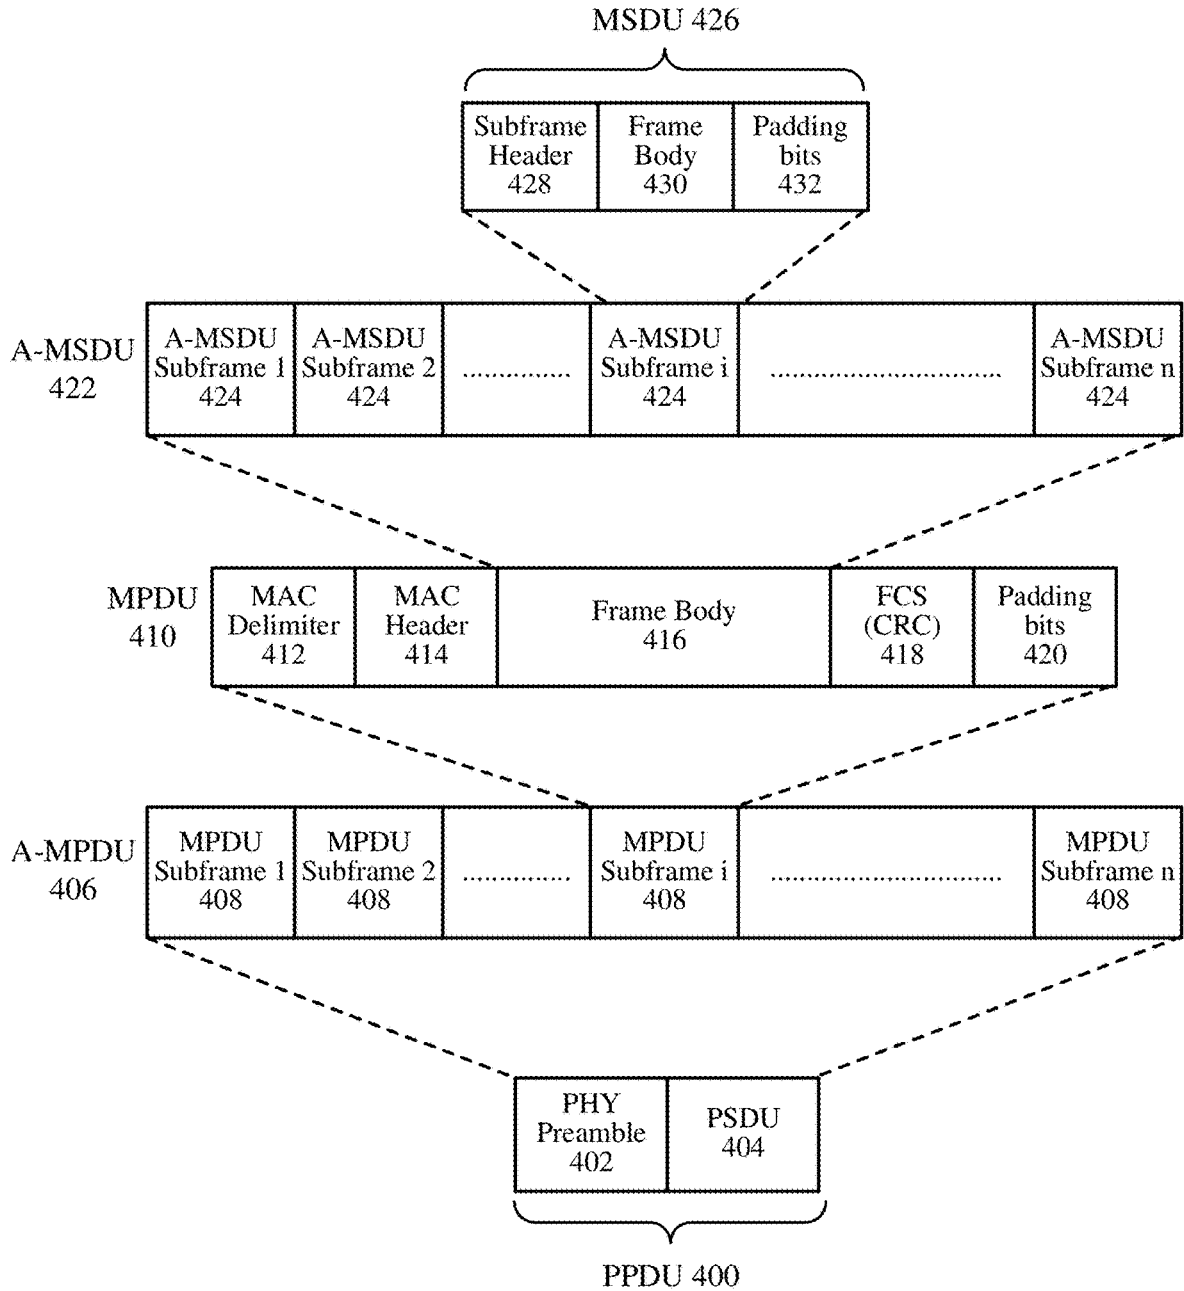 MSDU 426
Subframe Header 428
Frame Body 430
Padding bits 432
A-MSDU 422
A-MSDU Subframe 1 424
A-MSDU Subframe 2 424
...............
A-MSDU Subframe i 424
................................
A-MSDU Subframe n 424
MPDU 410
MAC Delimiter 412
MAC Header 414
Frame Body 416
FCS (CRC) 418
Padding bits 420
A-MPDU 406
MPDU Subframe 1 408
MPDU Subframe 2 408
...............
MPDU Subframe i 408
................................
MPDU Subframe n 408
PHY Preamble 402
PSDU 404
PPDU 400